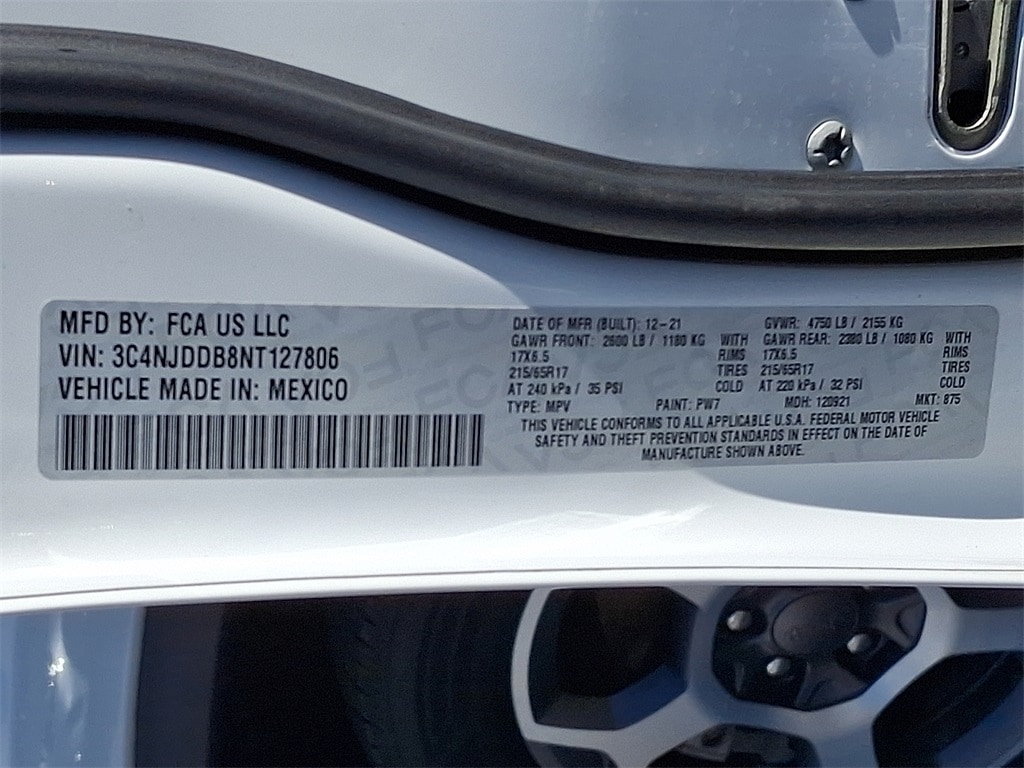 MFD BY: FCA US LLC
VIN: 3C4NJDDB8NT127806
VEHICLE MADE IN: MEXICO
DATE OF MFR (BUILT): 12-21 GVWR: 4750 LB / 2155 KG
GAWR FRONT: 2600 LB / 1180 KG WITH GAWR REAR: 2380 LB / 1080 KG WITH
17X6.5 RIMS 17X6.5 RIMS
215/65R17 TIRES 215/65R17 TIRES
AT 240 kPa / 35 PSI COLD AT 220 kPa / 32 PSI COLD
TYPE: MPV PAINT: PW7 MDH: 120921 MKT: 875
THIS VEHICLE CONFORMS TO ALL APPLICABLE U.S.A. FEDERAL MOTOR VEHICLE
SAFETY AND THEFT PREVENTION STANDARDS IN EFFECT ON THE DATE OF
MANUFACTURE SHOWN ABOVE.